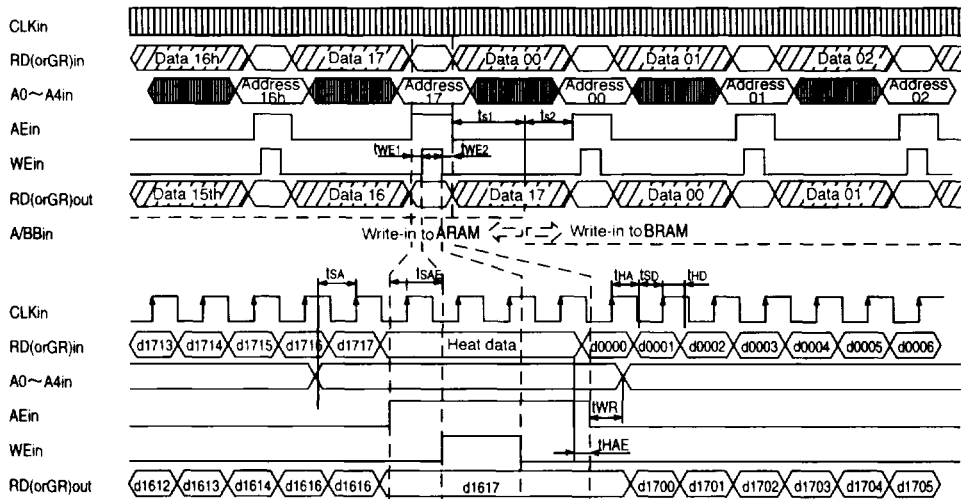 CLKin
RD(orGR)in Data 16h Data 17 Data 00 Data 01 Data 02
A0～A4in Address 16h Address 17 Address 00 Address 01 Address 02
AEin ts1 ts2
WEin tWE1 tWE2
RD(orGR)out Data 15th Data 16 Data 17 Data 00 Data 01
A/BBin Write-in to ARAM Write-in to BRAM
tSA tSAE tHA tSD tHD
CLKin
RD(orGR)in d1713 d1714 d1715 d1716 d1717 Heat data d0000 d0001 d0002 d0003 d0004 d0005 d0006
A0～A4in
AEin tWR
WEin tHAE
RD(orGR)out d1612 d1613 d1614 d1616 d1616 d1617 d1700 d1701 d1702 d1703 d1704 d1705